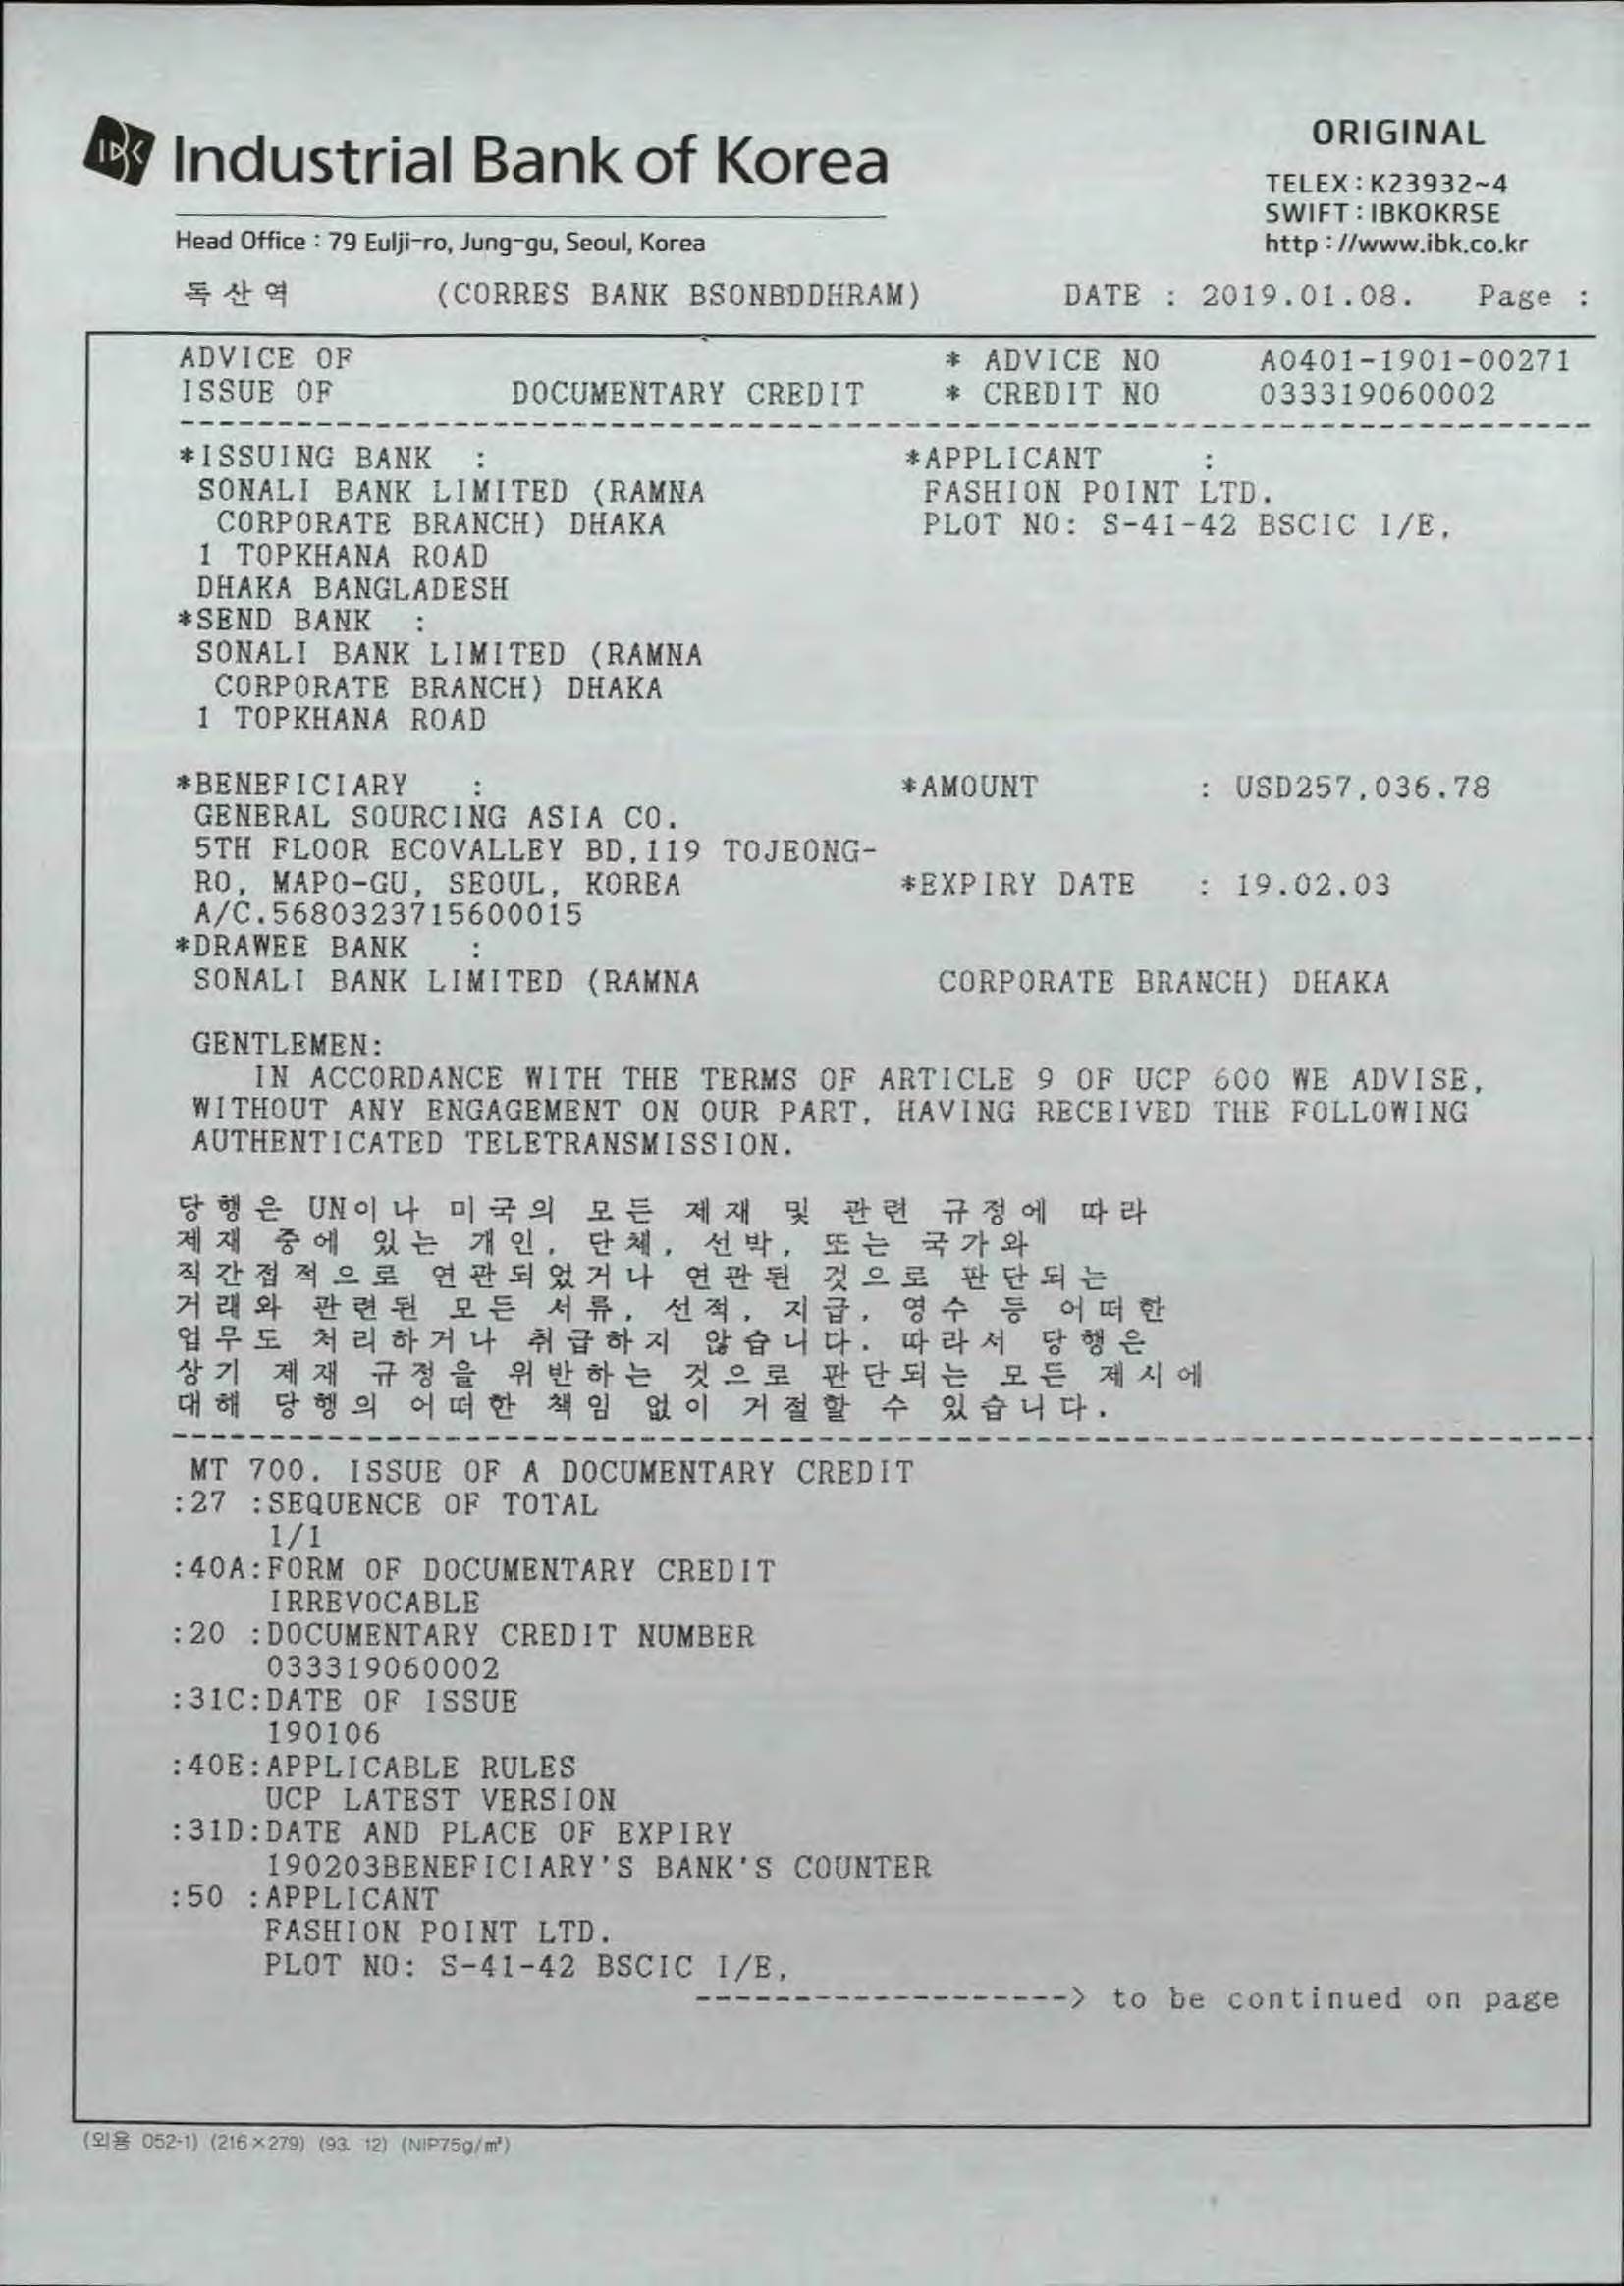 IBK Industrial Bank of Korea
ORIGINAL
TELEX : K23932~4
SWIFT : IBKOKRSE
http : //www.ibk.co.kr
Head Office : 79 Eulji-ro, Jung-gu, Seoul, Korea
독산역 (CORRES BANK BSONBDDHRAM) DATE : 2019.01.08. Page :
ADVICE OF * ADVICE NO A0401-1901-00271
ISSUE OF DOCUMENTARY CREDIT * CREDIT NO 033319060002
*ISSUING BANK : *APPLICANT :
SONALI BANK LIMITED (RAMNA FASHION POINT LTD.
CORPORATE BRANCH) DHAKA PLOT NO: S-41-42 BSCIC I/E,
1 TOPKHANA ROAD
DHAKA BANGLADESH
*SEND BANK :
SONALI BANK LIMITED (RAMNA
CORPORATE BRANCH) DHAKA
1 TOPKHANA ROAD
*BENEFICIARY : *AMOUNT : USD257,036.78
GENERAL SOURCING ASIA CO.
5TH FLOOR ECOVALLEY BD,119 TOJEONG-
RO, MAPO-GU, SEOUL, KOREA *EXPIRY DATE : 19.02.03
A/C.5680323715600015
*DRAWEE BANK :
SONALI BANK LIMITED (RAMNA CORPORATE BRANCH) DHAKA
GENTLEMEN:
IN ACCORDANCE WITH THE TERMS OF ARTICLE 9 OF UCP 600 WE ADVISE,
WITHOUT ANY ENGAGEMENT ON OUR PART, HAVING RECEIVED THE FOLLOWING
AUTHENTICATED TELETRANSMISSION.
당행은 UN이나 미국의 모든 제재 및 관련 규정에 따라
제재 중에 있는 개인, 단체, 선박, 또는 국가와
직간접적으로 연관되었거나 연관된 것으로 판단되는
거래와 관련된 모든 서류, 선적, 지급, 영수 등 어떠한
업무도 처리하거나 취급하지 않습니다. 따라서 당행은
상기 제재 규정을 위반하는 것으로 판단되는 모든 제시에
대해 당행의 어떠한 책임 없이 거절할 수 있습니다.
MT 700. ISSUE OF A DOCUMENTARY CREDIT
:27 :SEQUENCE OF TOTAL
1/1
:40A:FORM OF DOCUMENTARY CREDIT
IRREVOCABLE
:20 :DOCUMENTARY CREDIT NUMBER
033319060002
:31C:DATE OF ISSUE
190106
:40E:APPLICABLE RULES
UCP LATEST VERSION
:31D:DATE AND PLACE OF EXPIRY
190203BENEFICIARY'S BANK'S COUNTER
:50 :APPLICANT
FASHION POINT LTD.
PLOT NO: S-41-42 BSCIC I/E,
-------------------> to be continued on page
(외용 052-1) (216×279) (93. 12) (NIP75g/㎡)